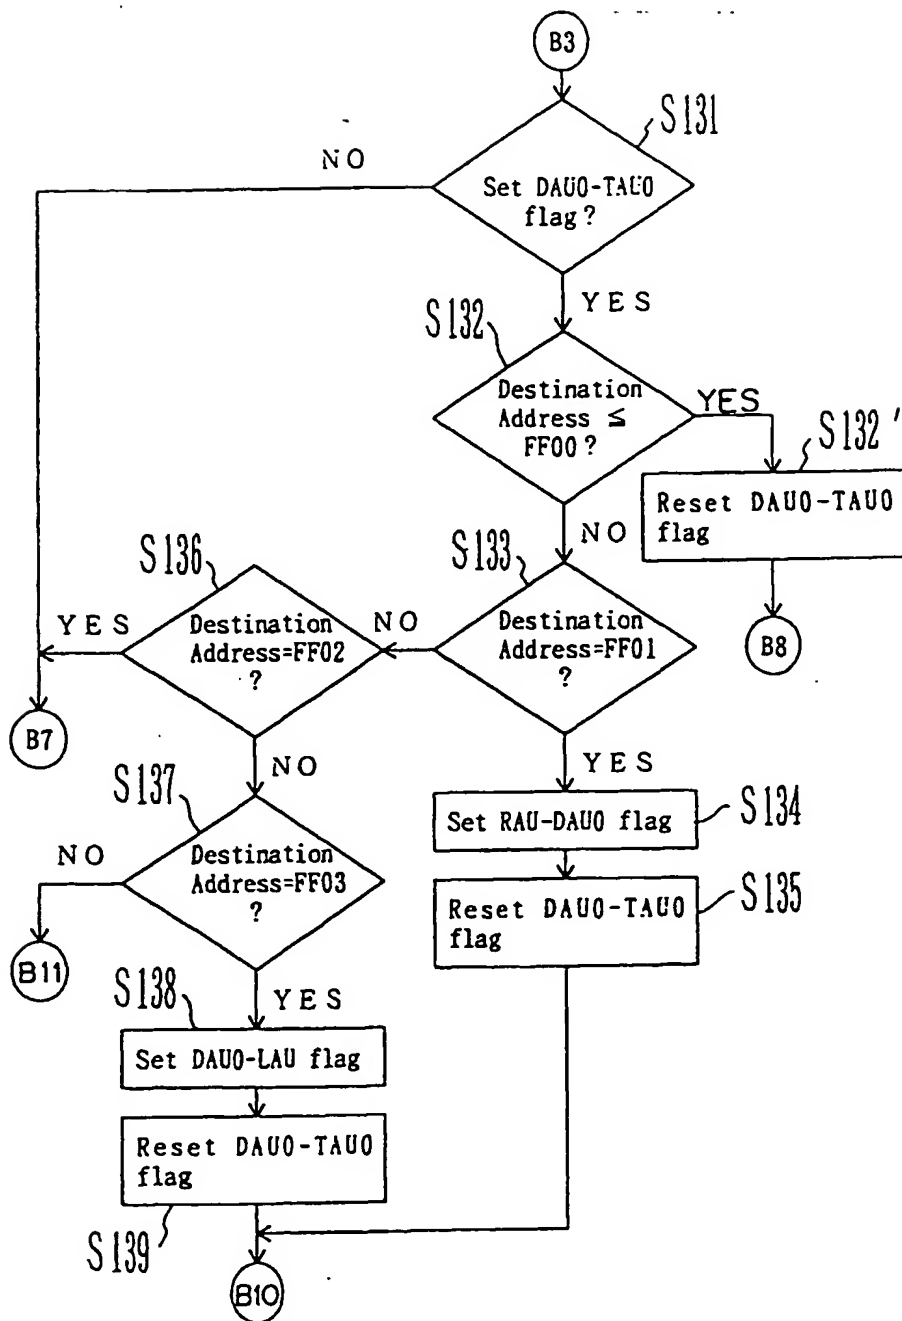 B3
S131
NO
Set DAU0-TAU0
flag?
YES
S132
Destination
Address ≦
FF00?
YES
S132'
Reset DAU0-TAU0
flag
B8
NO
S133
Destination
Address=FF01
?
NO
S136
Destination
Address=FF02
?
YES
B7
NO
S137
Destination
Address=FF03
?
NO
B11
YES
S134
Set RAU-DAU0 flag
S135
Reset DAU0-TAU0
flag
YES
S138
Set DAU0-LAU flag
Reset DAU0-TAU0
flag
S139
B10